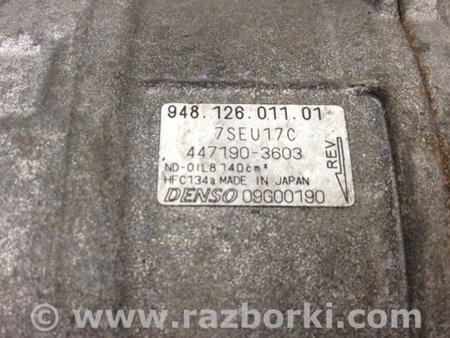 948.126.011.01
7SEU17C
447190-3603
ND-OIL8 140cm³
HFC134a MADE IN JAPAN
DENSO 09G00190
REV.
© www.razborki.com